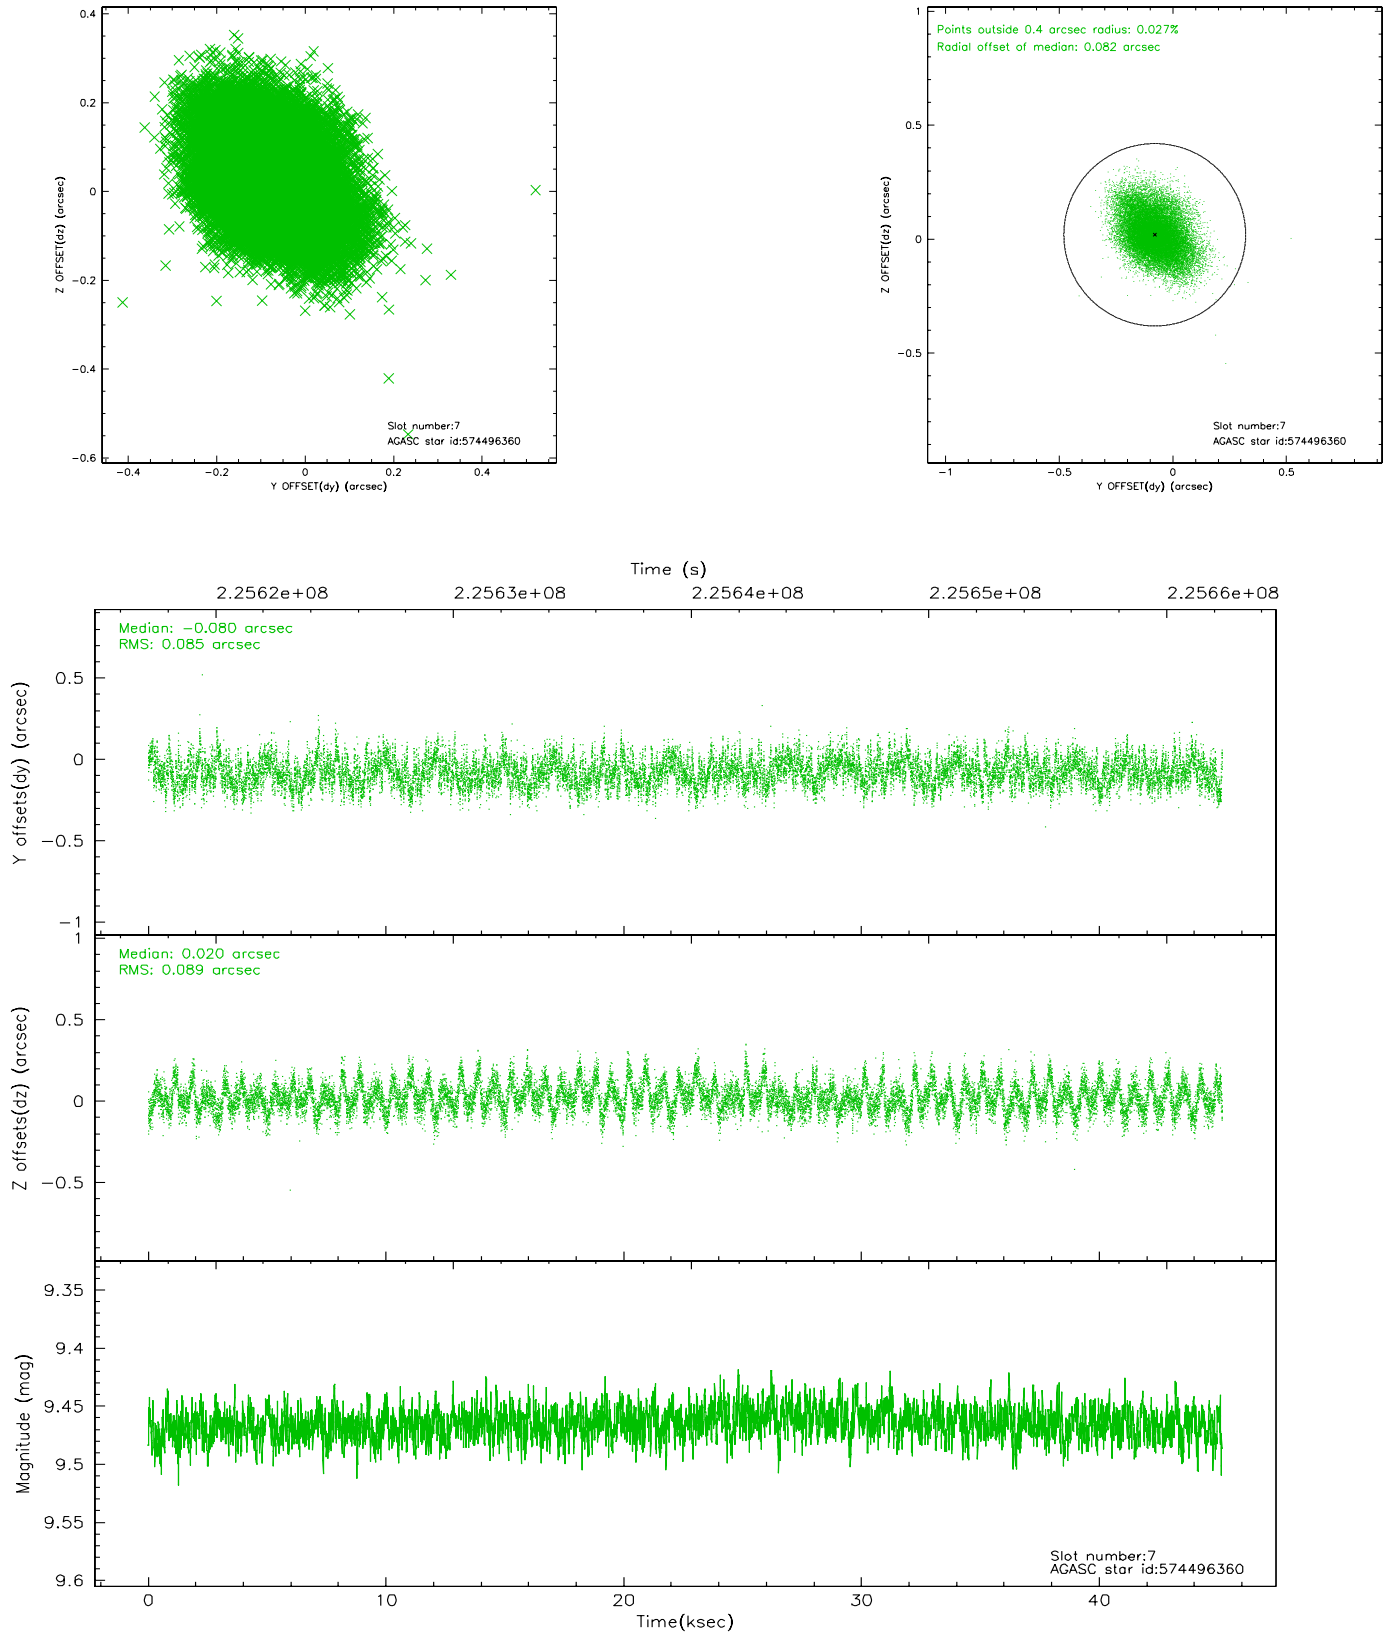 0.4
0.2
0
−0.2
−0.4
−0.6
Z OFFSET(dz) (arcsec)
−0.4
−0.2
0
0.2
0.4
Y OFFSET(dy) (arcsec)
Slot number:7
AGASC star id:574496360
Points outside 0.4 arcsec radius: 0.027%
Radial offset of median: 0.082 arcsec
1
0.5
0
−0.5
Z OFFSET(dz) (arcsec)
−1
−0.5
0
0.5
Y OFFSET(dy) (arcsec)
Slot number:7
AGASC star id:574496360
Time (s)
2.2562e+08
2.2563e+08
2.2564e+08
2.2565e+08
2.2566e+08
Median: −0.080 arcsec
RMS: 0.085 arcsec
0.5
0
−0.5
−1
Y offsets(dy) (arcsec)
Median: 0.020 arcsec
RMS: 0.089 arcsec
1
0.5
0
−0.5
Z offsets(dz) (arcsec)
9.35
9.4
9.45
9.5
9.55
9.6
Magnitude (mag)
Slot number:7
AGASC star id:574496360
0
10
20
30
40
Time(ksec)